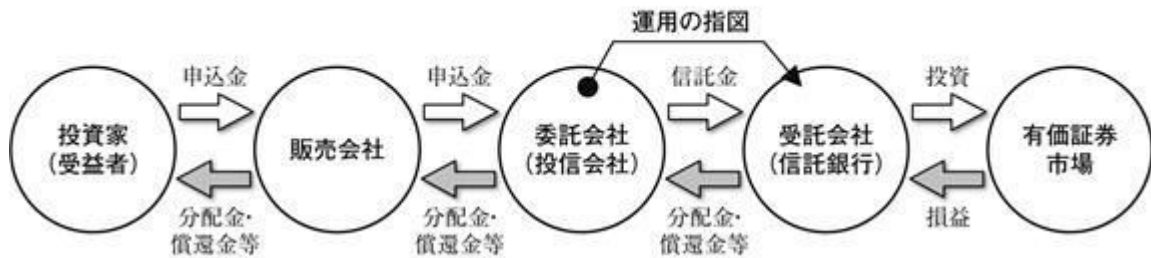 運用の指図
申込金
申込金
信託金
投資
投資家
（受益者）
販売会社
委託会社
（投信会社）
受託会社
（信託銀行）
有価証券
市場
分配金・
償還金等
分配金・
償還金等
分配金・
償還金等
損益